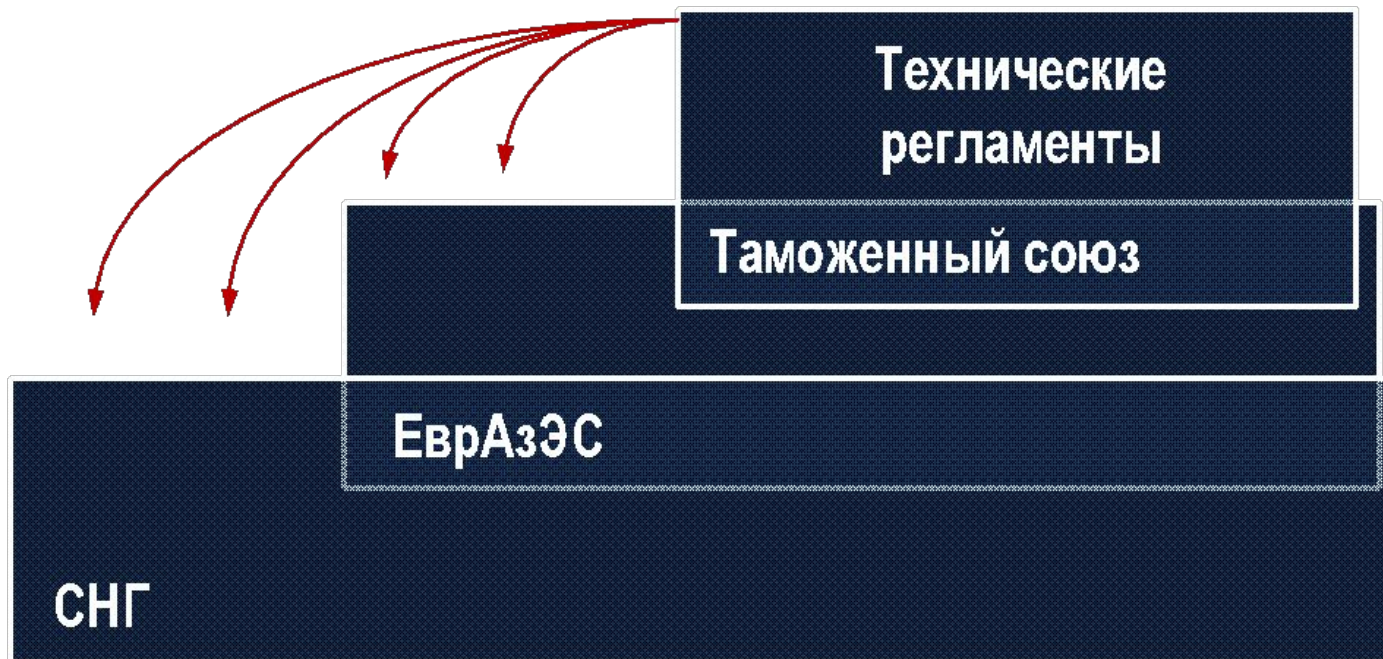 Технические
регламенты
Таможенный союз
ЕврАзЭС
СНГ